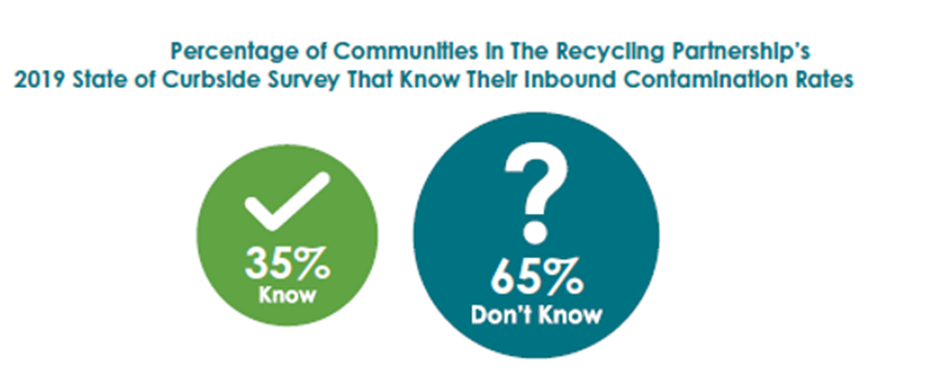 Percentage of Communities in The Recycling Partnership's
2019 State of Curbside Survey That Know Their Inbound Contamination Rates
?
35%
Know
65%
Don't Know